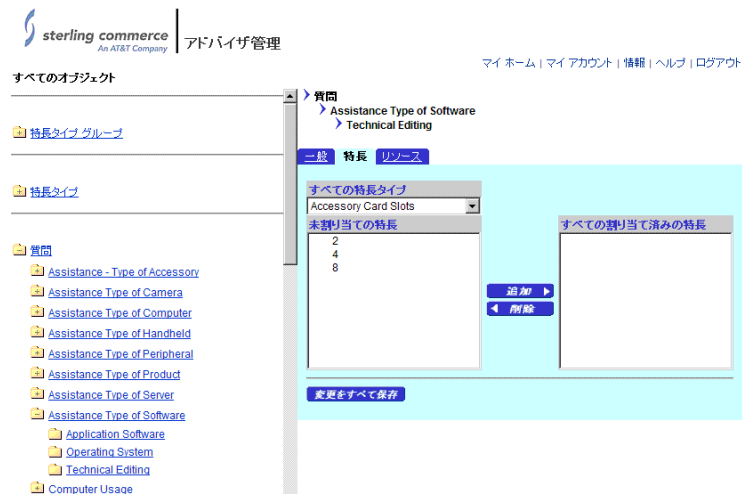 sterling commerce
An AT&T Company
アドバイザ管理
マイ ホーム | マイ アカウント | 情報 | ヘルプ | ログアウト
すべてのオブジェクト
特長タイプ グループ
特長タイプ
質問
Assistance - Type of Accessory
Assistance Type of Camera
Assistance Type of Computer
Assistance Type of Handheld
Assistance Type of Peripheral
Assistance Type of Product
Assistance Type of Server
Assistance Type of Software
Application Software
Operating System
Technical Editing
Computer Usage
質問
Assistance Type of Software
Technical Editing
一般 特長 リソース
すべての特長タイプ
Accessory Card Slots
未割り当ての特長
2
4
8
追加
削除
すべての割り当て済みの特長
変更をすべて保存